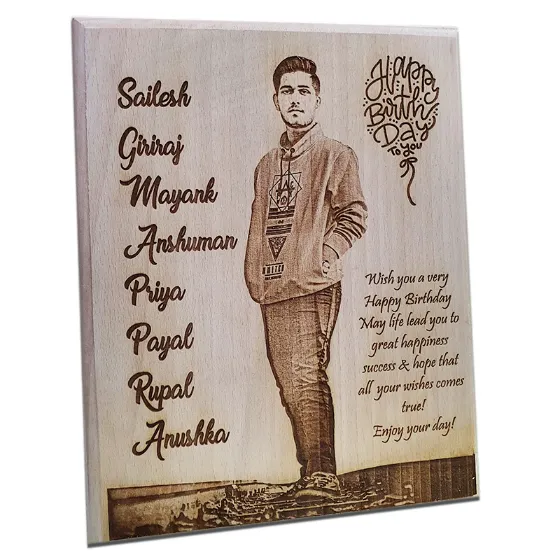 Sailesh
Giriraj
Mayank
Anshuman
Priya
Payal
Rupal
Anushka
Happy
Birth
Day
To you
Wish you a very
Happy Birthday
May life lead you to
great happiness
success & hope that
all your wishes comes
true!
Enjoy your day!